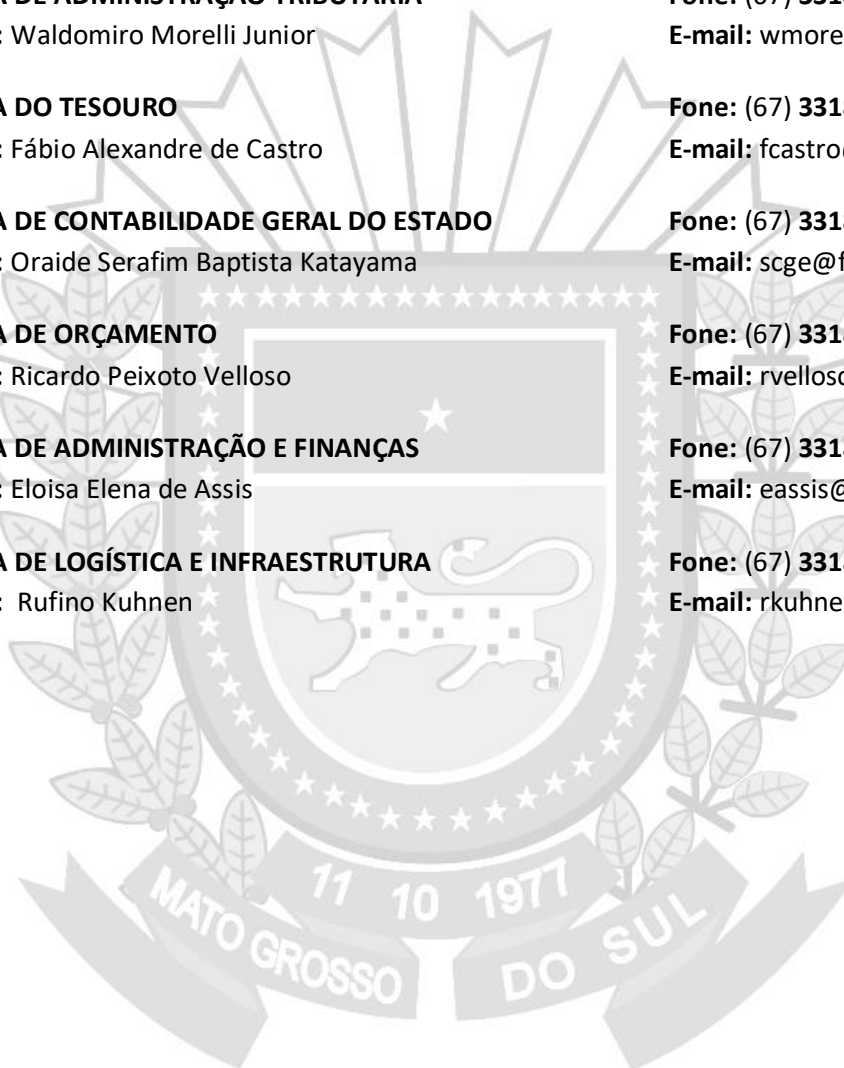 A DE ADMINISTRAÇÃO TRIBUTÁRIA Fone: (67) 331
: Waldomiro Morelli Junior E-mail: wmore
A DO TESOURO Fone: (67) 331
: Fábio Alexandre de Castro E-mail: fcastro
A DE CONTABILIDADE GERAL DO ESTADO Fone: (67) 331
: Oraide Serafim Baptista Katayama E-mail: scge@f
A DE ORÇAMENTO Fone: (67) 331
: Ricardo Peixoto Velloso E-mail: rvelloso
A DE ADMINISTRAÇÃO E FINANÇAS Fone: (67) 331
: Eloisa Elena de Assis E-mail: eassis@
A DE LOGÍSTICA E INFRAESTRUTURA Fone: (67) 331
: Rufino Kuhnen E-mail: rkuhne
11 10 1977
MATO GROSSO DO SUL